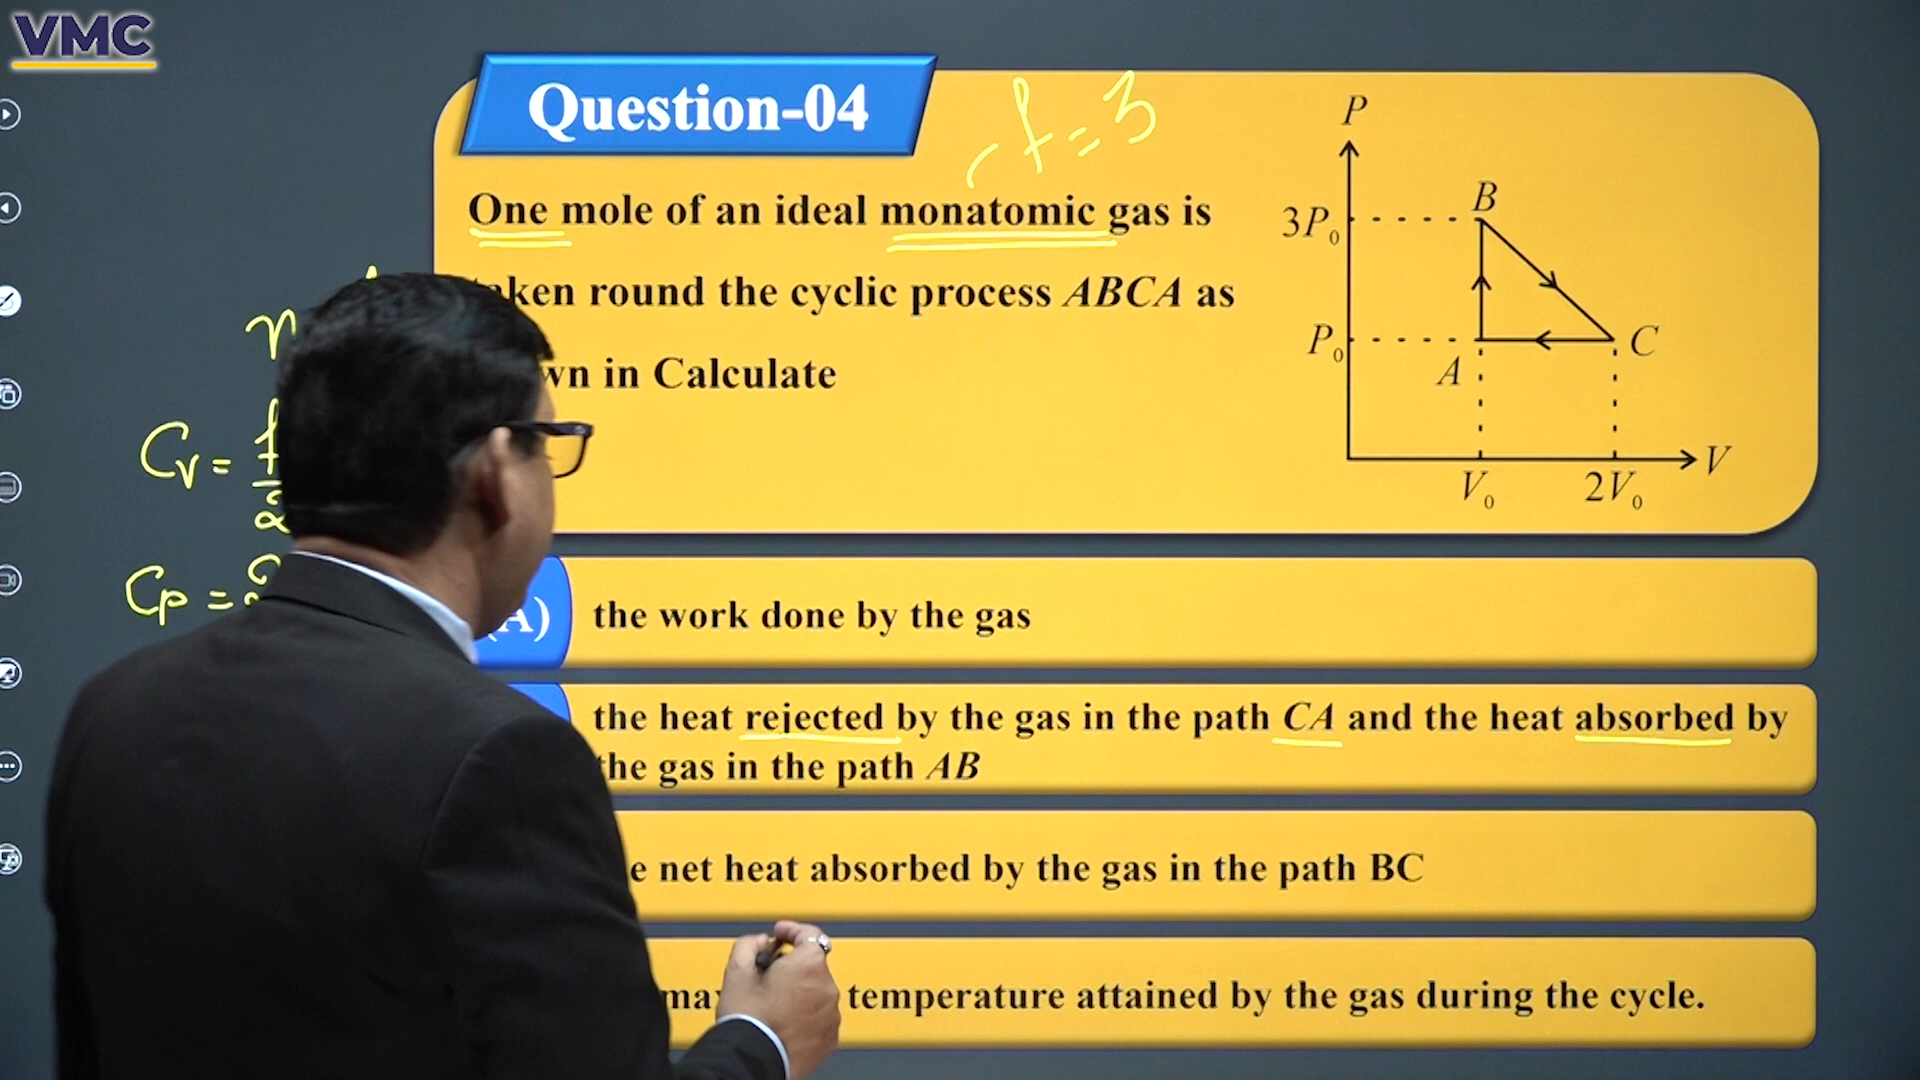 VMC
Question-04
f=3
One mole of an ideal monatomic gas is
round the cyclic process ABCA as
in Calculate
P
3P₀
B
P₀
A
C
V₀
2V₀
V
Cv =
2
Cp =
(A) the work done by the gas
the heat rejected by the gas in the path CA and the heat absorbed by
the gas in the path AB
net heat absorbed by the gas in the path BC
temperature attained by the gas during the cycle.